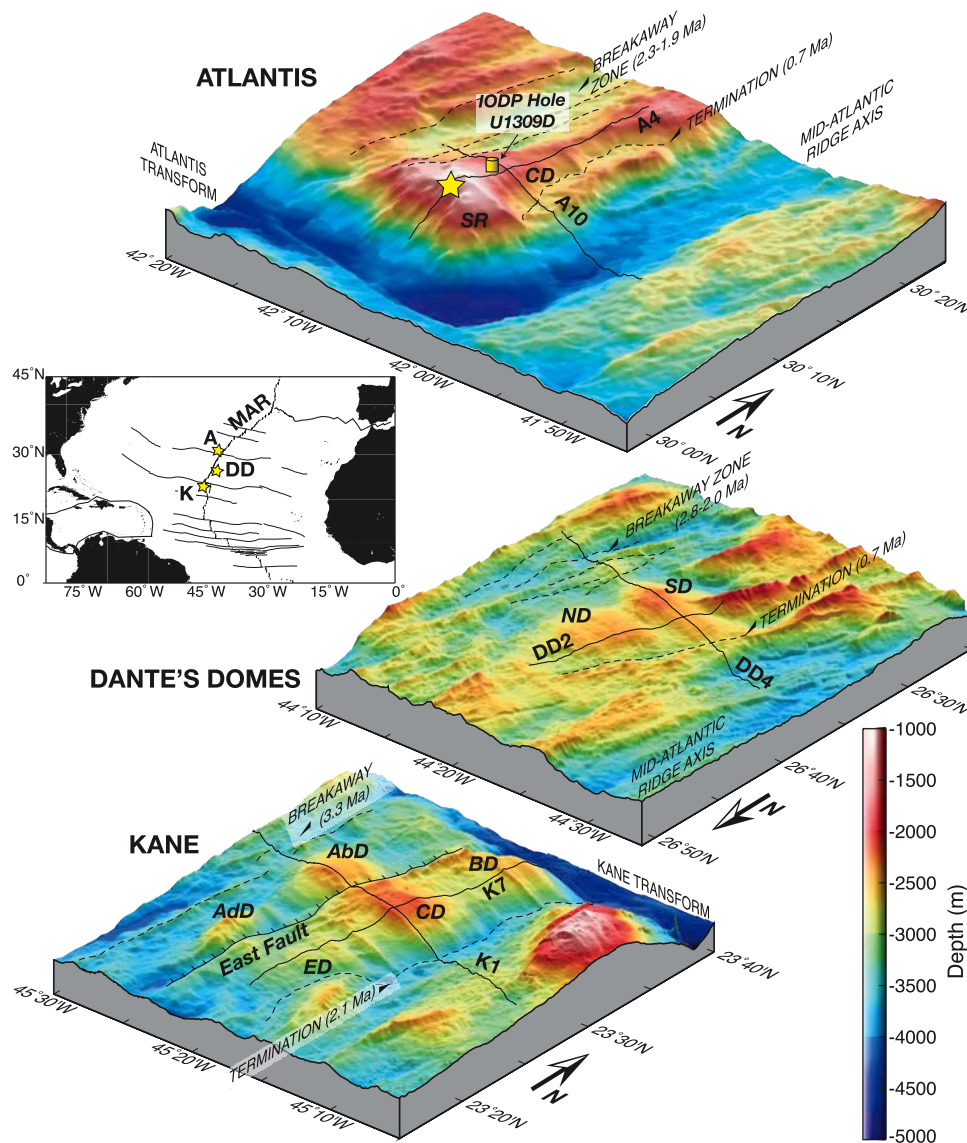 ATLANTIS
BREAKAWAY
ZONE (2.3-1.9 Ma)
TERMINATION (0.7 Ma)
IODP Hole
U1309D
MID-ATLANTIC
RIDGE AXIS
ATLANTIS
TRANSFORM
A4
CD
A10
SR
42°20'W
42°10'W
42°00'W
41°50'W
30°00'N
30°10'N
30°20'N
N
45°N
30°N
15°N
0°
75°W
60°W
45°W
30°W
15°W
0°
MAR
A
DD
K
DANTE'S DOMES
BREAKAWAY ZONE
(2.8-2.0 Ma)
TERMINATION (0.7 Ma)
SD
ND
DD2
DD4
MID-ATLANTIC
RIDGE AXIS
44°10'W
44°20'W
44°30'W
26°50'N
26°40'N
26°30'N
N
KANE
BREAKAWAY
(3.3 Ma)
AbD
BD
K7
KANE TRANSFORM
AdD
CD
East Fault
ED
K1
TERMINATION (2.1 Ma)
45°30'W
45°20'W
45°10'W
23°20'N
23°30'N
23°40'N
N
-1000
-1500
-2000
-2500
-3000
-3500
-4000
-4500
-5000
Depth (m)